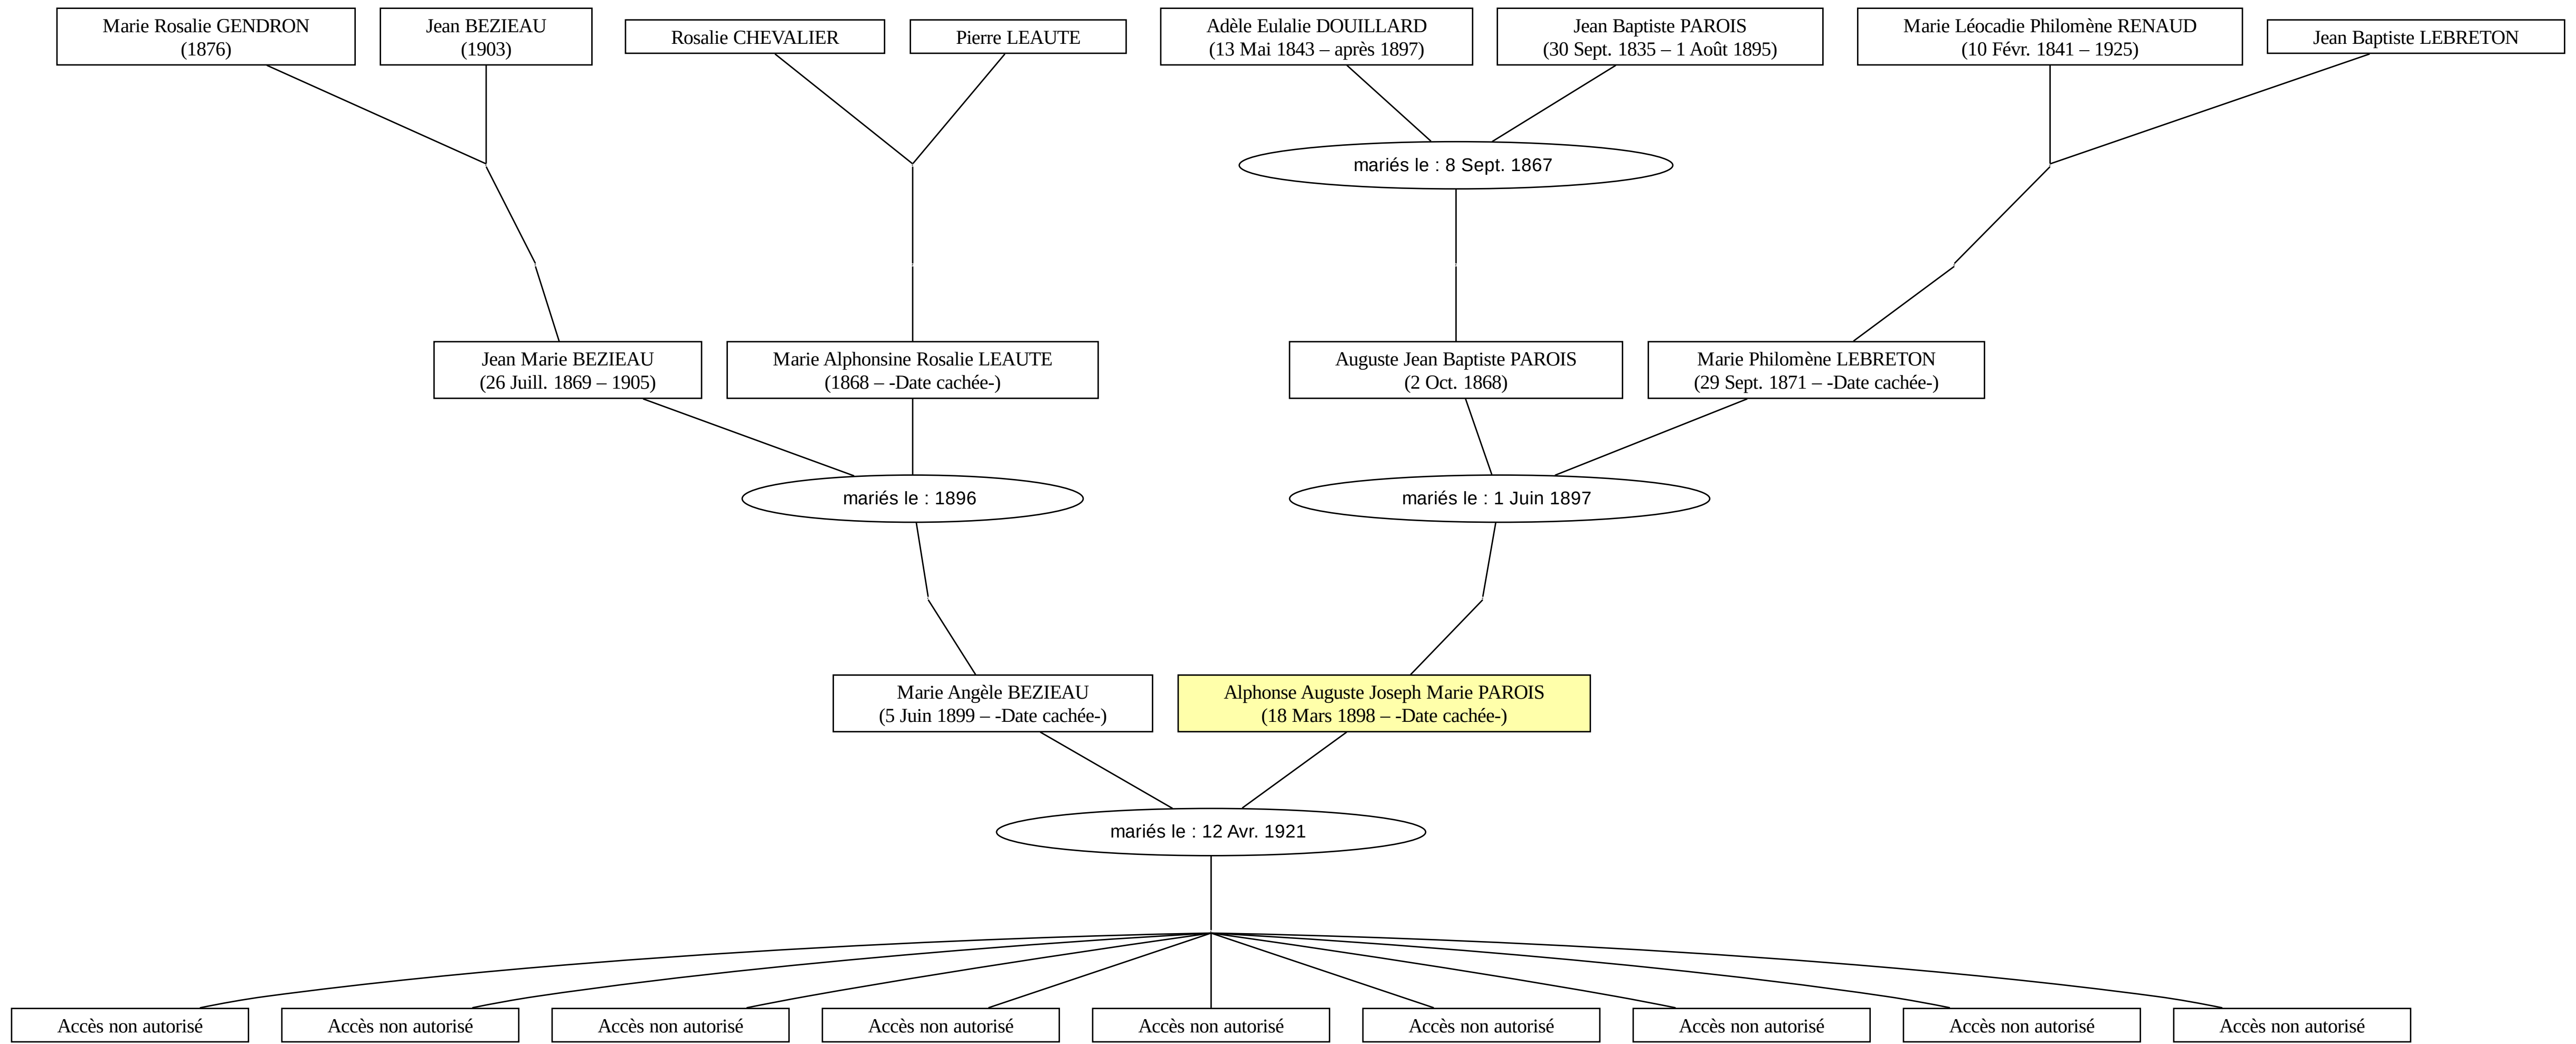 Marie Rosalie GENDRON
(1876)
Jean BEZIEAU
(1903)
Rosalie CHEVALIER
Pierre LEAUTE
Adèle Eulalie DOUILLARD
(13 Mai 1843 – après 1897)
Jean Baptiste PAROIS
(30 Sept. 1835 – 1 Août 1895)
Marie Léocadie Philomène RENAUD
(10 Févr. 1841 – 1925)
Jean Baptiste LEBRETON
mariés le : 8 Sept. 1867
Jean Marie BEZIEAU
(26 Juill. 1869 – 1905)
Marie Alphonsine Rosalie LEAUTE
(1868 – -Date cachée-)
Auguste Jean Baptiste PAROIS
(2 Oct. 1868)
Marie Philomène LEBRETON
(29 Sept. 1871 – -Date cachée-)
mariés le : 1896
mariés le : 1 Juin 1897
Marie Angèle BEZIEAU
(5 Juin 1899 – -Date cachée-)
Alphonse Auguste Joseph Marie PAROIS
(18 Mars 1898 – -Date cachée-)
mariés le : 12 Avr. 1921
Accès non autorisé
Accès non autorisé
Accès non autorisé
Accès non autorisé
Accès non autorisé
Accès non autorisé
Accès non autorisé
Accès non autorisé
Accès non autorisé